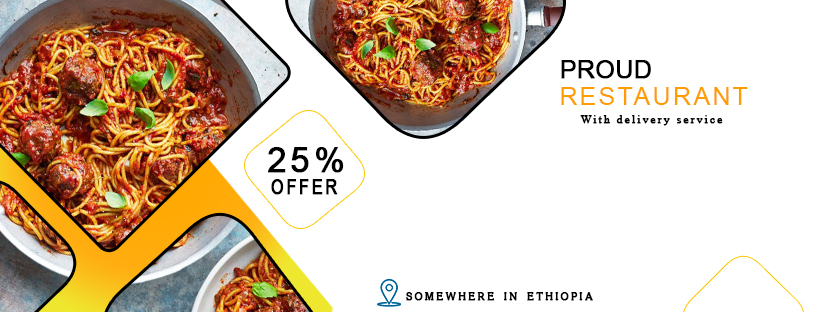 PROUD
RESTAURANT
With delivery service
25%
OFFER
SOMEWHERE IN ETHIOPIA